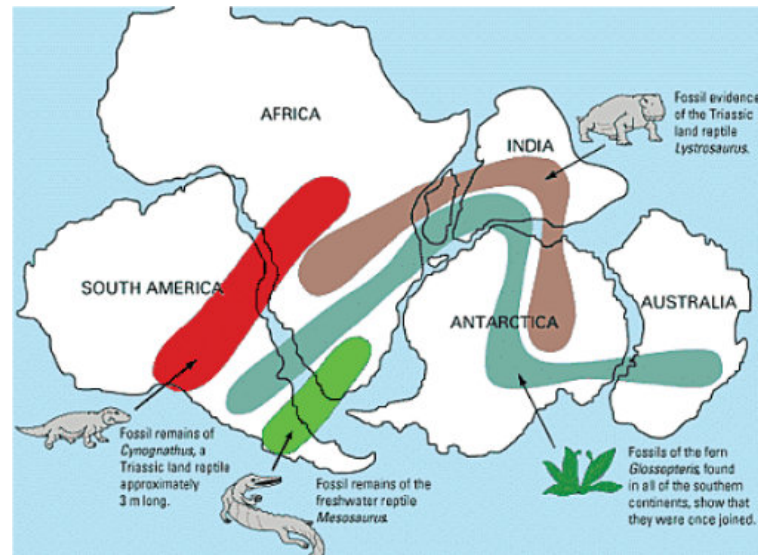 AFRICA
Fossil evidence
of the Triassic
land reptile
Lystrosaurus.
INDIA
SOUTH AMERICA
ANTARCTICA
AUSTRALIA
Fossil remains of
Cynognathus, a
Triassic land reptile
approximately
3 m long.
Fossil remains of the
freshwater reptile
Mesosaurus.
Fossils of the fern
Glossopteris, found
in all of the southern
continents, show that
they were once joined.